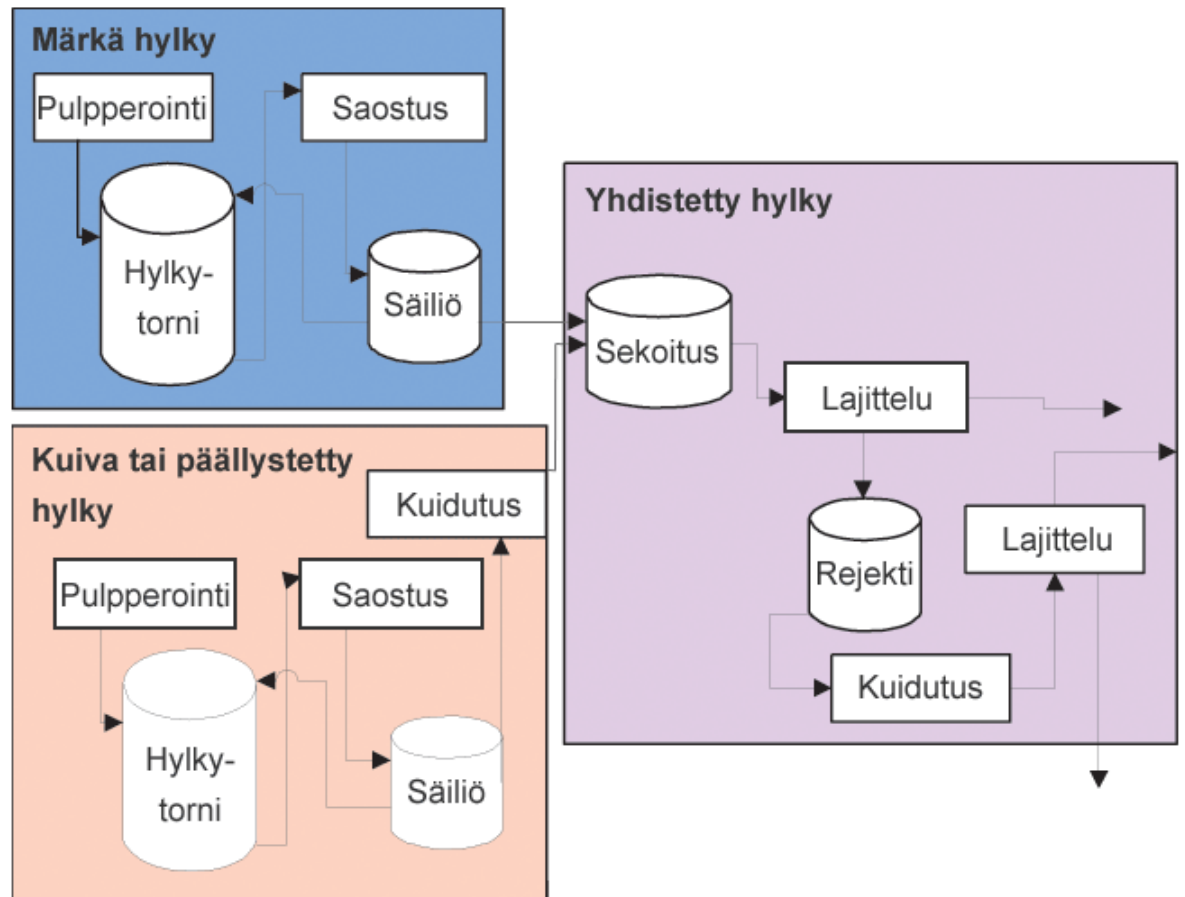 Märkä hylky
Pulpperointi
Saostus
Hylky-
torni
Säiliö
Kuiva tai päällystetty
hylky
Kuidutus
Pulpperointi
Saostus
Hylky-
torni
Säiliö
Yhdistetty hylky
Sekoitus
Lajittelu
Rejekti
Lajittelu
Kuidutus